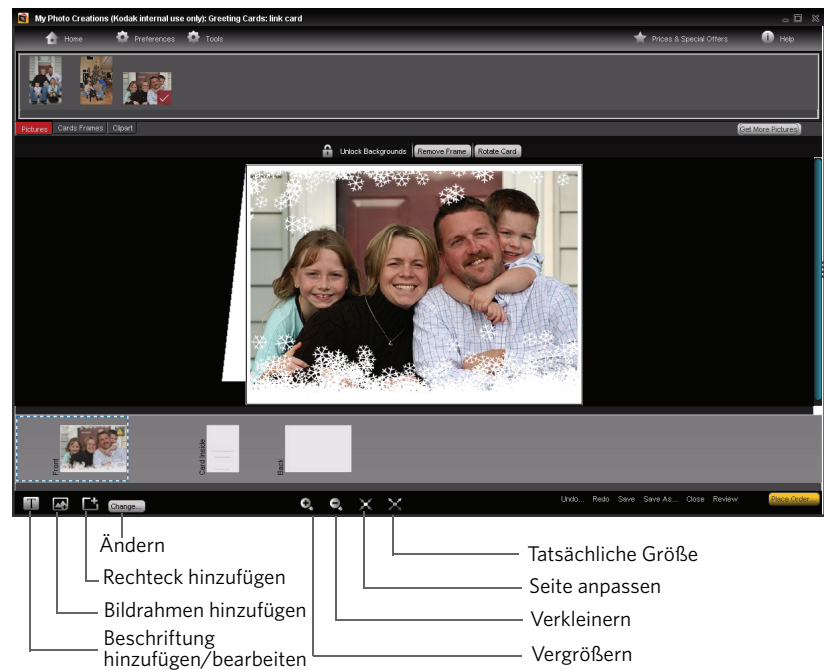 My Photo Creations (Kodak internal use only): Greeting Cards: link card
Home Preferences Tools Prices & Special Offers Help
Pictures Cards Frames Clipart Get More Pictures
Unlock Backgrounds Remove Frame Rotate Card
Front Card Inside Back
T Change... Undo... Redo Save Save As... Close Review Place Order...
Ändern
Rechteck hinzufügen
Bildrahmen hinzufügen
Beschriftung
hinzufügen/bearbeiten
Tatsächliche Größe
Seite anpassen
Verkleinern
Vergrößern